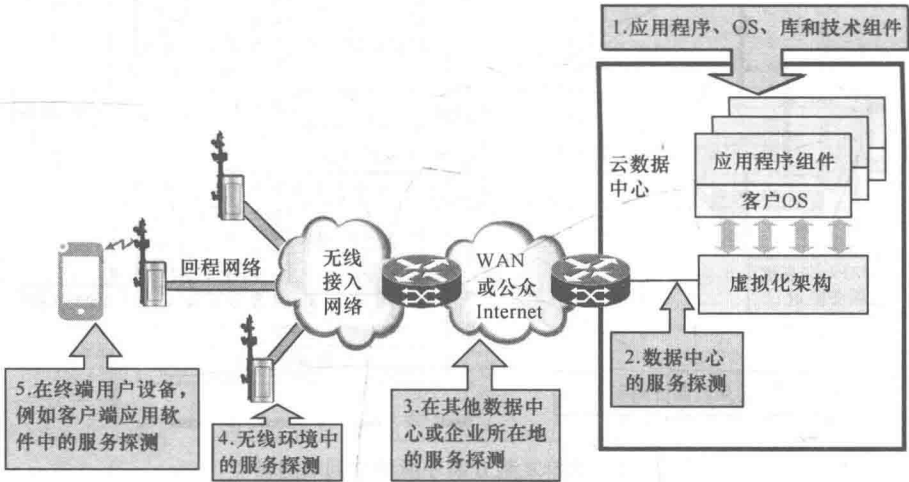 1.应用程序、OS、库和技术组件
云数据
中心
应用程序组件
客户OS
虚拟化架构
无线
接入
网络
WAN
或公众
Internet
回程网络
2.数据中心
的服务探测
3.在其他数据中
心或企业所在地
的服务探测
4.无线环境中
的服务探测
5.在终端用户设备，
例如客户端应用软
件中的服务探测